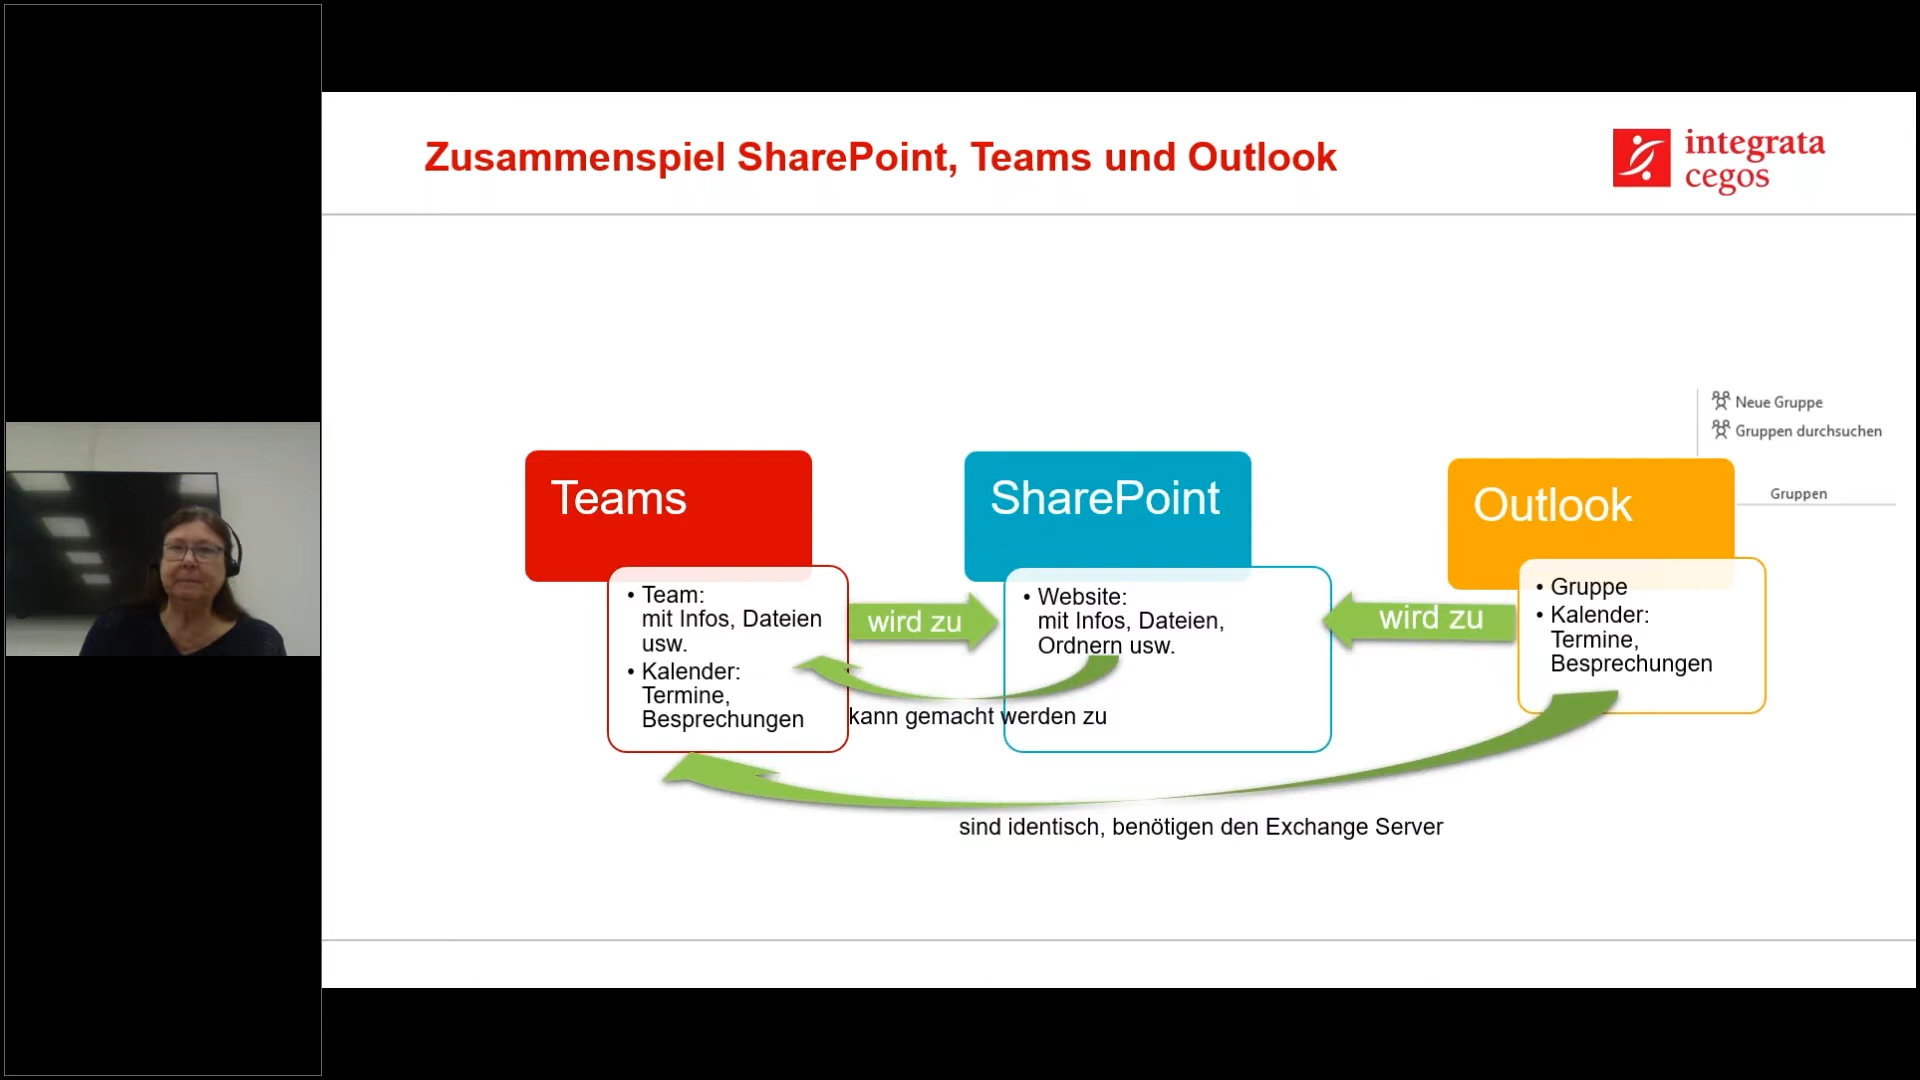 Zusammenspiel SharePoint, Teams und Outlook
integrata
cegos
Neue Gruppe
Gruppen durchsuchen
Gruppen
Teams
• Team:
mit Infos, Dateien
usw.
• Kalender:
Termine,
Besprechungen
wird zu
SharePoint
• Website:
mit Infos, Dateien,
Ordnern usw.
kann gemacht werden zu
wird zu
Outlook
• Gruppe
• Kalender:
Termine,
Besprechungen
sind identisch, benötigen den Exchange Server